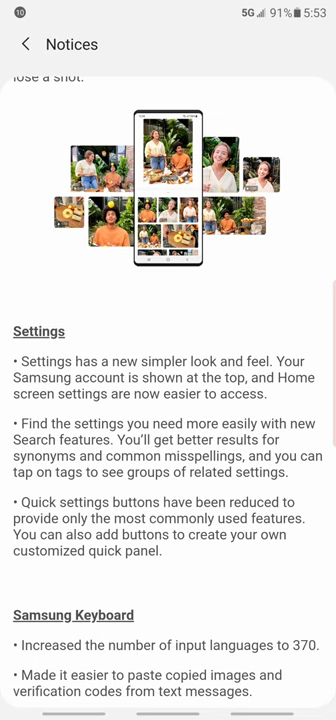 10
5G 91% 5:53
Notices
lose a shot.
Settings
• Settings has a new simpler look and feel. Your
Samsung account is shown at the top, and Home
screen settings are now easier to access.
• Find the settings you need more easily with new
Search features. You'll get better results for
synonyms and common misspellings, and you can
tap on tags to see groups of related settings.
• Quick settings buttons have been reduced to
provide only the most commonly used features.
You can also add buttons to create your own
customized quick panel.
Samsung Keyboard
• Increased the number of input languages to 370.
• Made it easier to paste copied images and
verification codes from text messages.